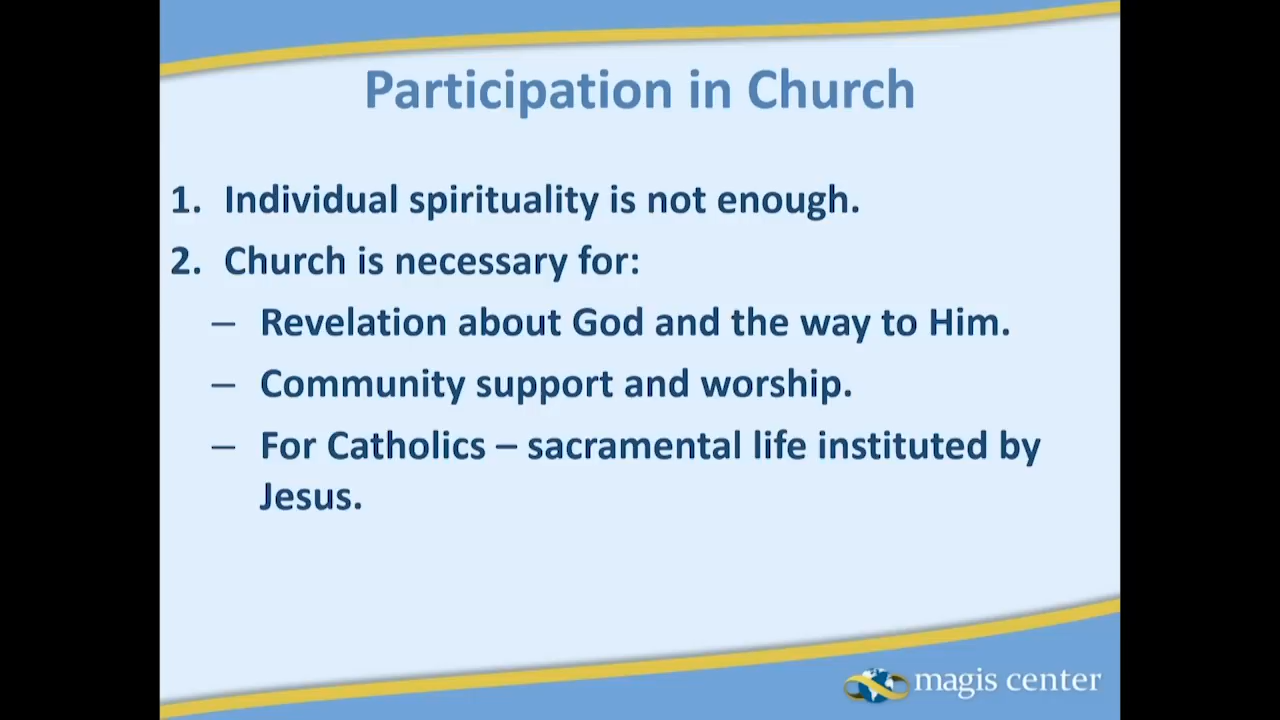 Participation in Church
1. Individual spirituality is not enough.
2. Church is necessary for:
– Revelation about God and the way to Him.
– Community support and worship.
– For Catholics – sacramental life instituted by
Jesus.
magis center